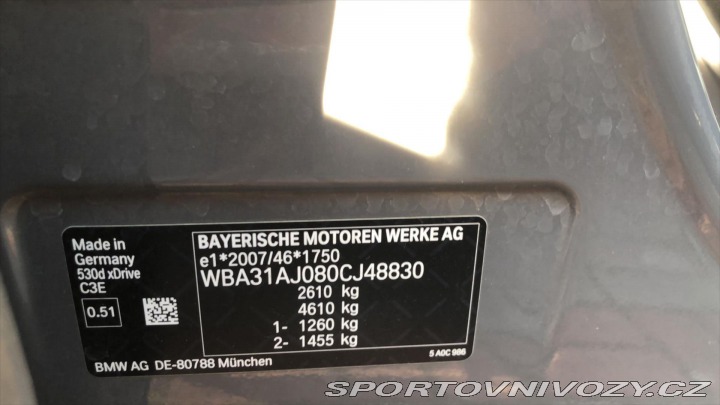 Made in
Germany
530d xDrive
C3E
0.51
BAYERISCHE MOTOREN WERKE AG
e1*2007/46*1750
WBA31AJ080CJ48830
2610 kg
4610 kg
1- 1260 kg
2- 1455 kg
5 A0C 986
BMW AG DE-80788 München
SPORTOVNIVOZY.CZ